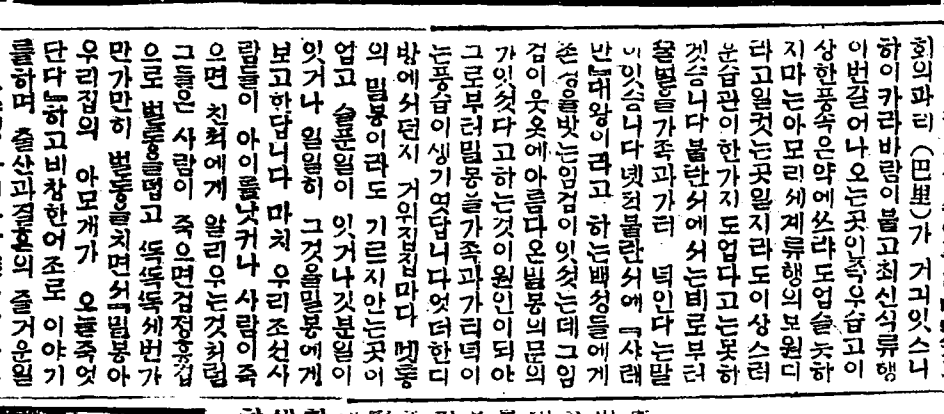 회의과리 (巴里)가 거긔잇스니
하이카라바람이불고최신식류행
이번갈어나오는곳인즉우습고이
상한풍속은약에쓰랴도업슬듯하
지마는아모리세계류행의보원디
라고일컷는곳일지라도이상스러
운습관이한가지도업다고는못하
겟슴니다불란서에서는비로부터
꿀벌을가족과가티 녁인다는말
이잇슴니다녯적불란서에『샤래
만』대왕이라고 하는백성들에게
존경을밧는임검이잇섯는데그임
검이옷옷에아름다온밀봉의문의
가잇섯다고하는것이원인이되야
그로부터밀봉을가족과가티녁이
는풍습이생기엿답니다엇더한디
방에서던지 거위집집마다 몃통
의 밀봉이라도 기르지안는곳이
업고 슬푼일이 잇거나깃분일이
잇거나 일일히 그것을밀봉에게
보고한답니다 마치 우리조선사
람들이 아이를낫커나 사람이죽
으면 친척에게 알리우는것처럼
그들은 사람이 죽으면검정헝겁
으로 벌통을덥고 똑똑똑세번가
만가만히 벌통을치면서『밀봉아
우리집의 아모개가 오늘죽엇
단다』하고비창한어조로 이야기
를하며 출산과결혼의 즐거운일